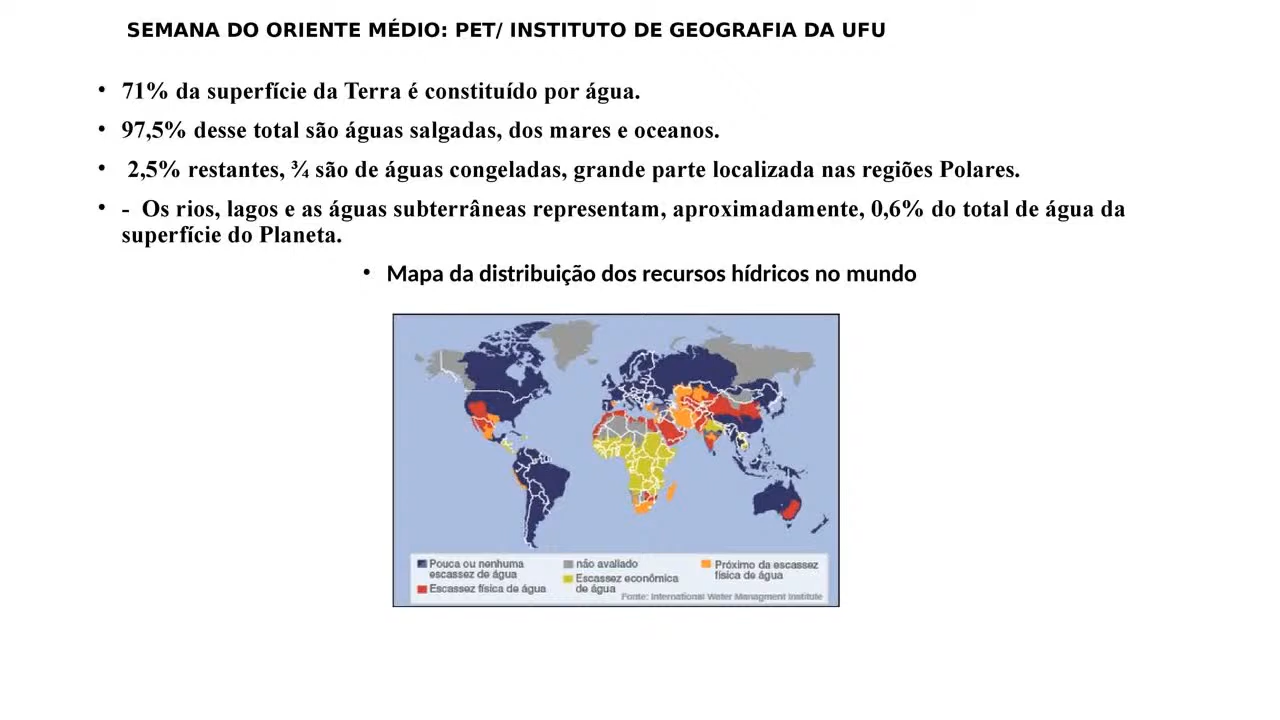 SEMANA DO ORIENTE MÉDIO: PET/ INSTITUTO DE GEOGRAFIA DA UFU
• 71% da superfície da Terra é constituído por água.
• 97,5% desse total são águas salgadas, dos mares e oceanos.
• 2,5% restantes, ¾ são de águas congeladas, grande parte localizada nas regiões Polares.
• - Os rios, lagos e as águas subterrâneas representam, aproximadamente, 0,6% do total de água da
superfície do Planeta.
• Mapa da distribuição dos recursos hídricos no mundo
Pouca ou nenhuma
escassez de água
Escassez física de água
não avaliado
Escassez econômica
de água
Próximo da escassez
física de água
Fonte: International Water Managment Institute